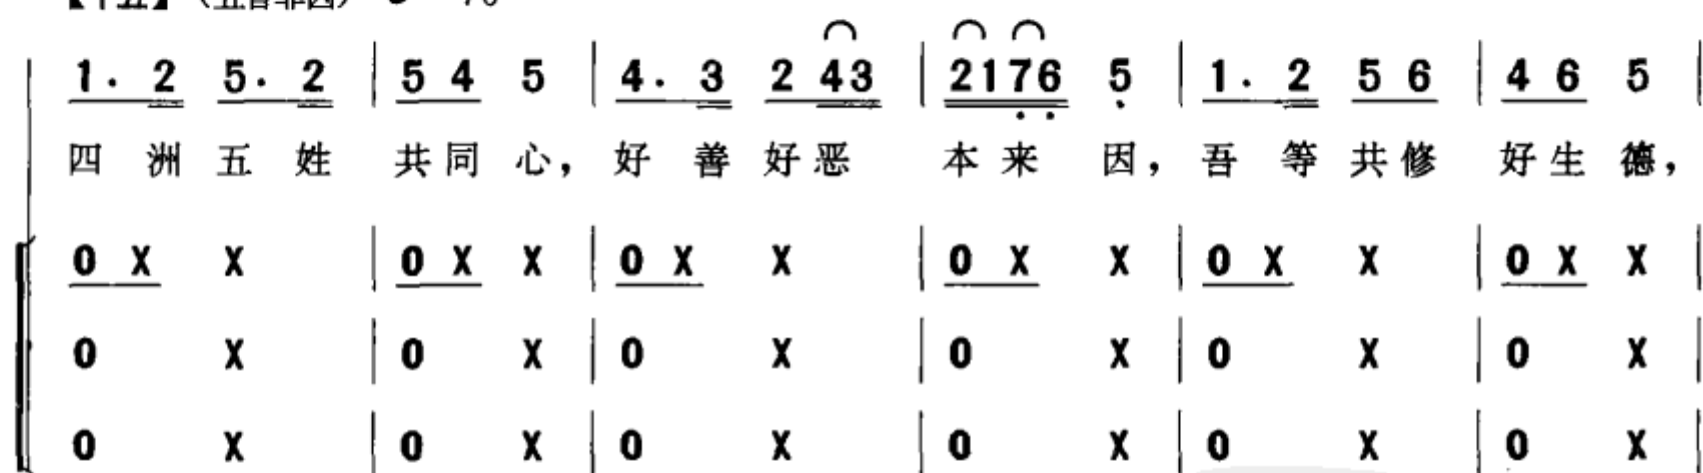 1. 2 5. 2 | 5 4 5 | 4. 3 2 43 | 2176 5 | 1. 2 5 6 | 4 6 5 |
四 洲 五 姓 共 同 心， 好 善 好 恶 本 来 因， 吾 等 共 修 好 生 德，
0 X X | 0 X X | 0 X X | 0 X X | 0 X X | 0 X X |
0 X | 0 X | 0 X | 0 X | 0 X | 0 X |
0 X | 0 X | 0 X | 0 X | 0 X | 0 X